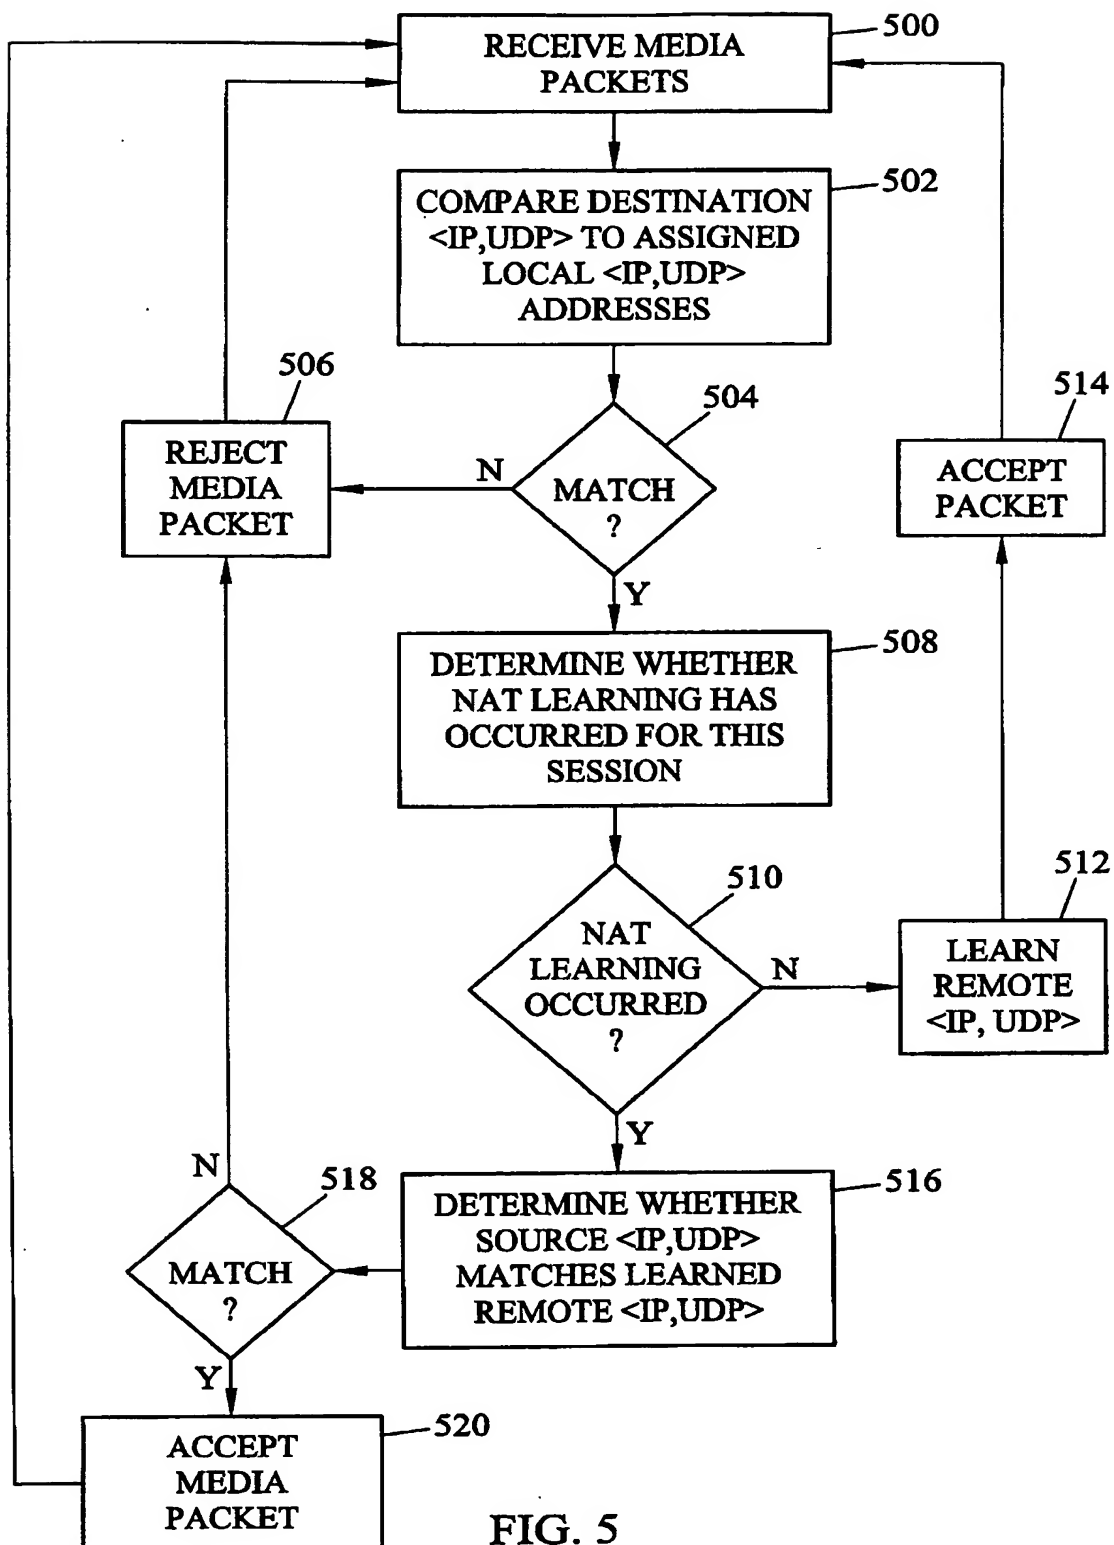 RECEIVE MEDIA
PACKETS
500
COMPARE DESTINATION
<IP,UDP> TO ASSIGNED
LOCAL <IP,UDP>
ADDRESSES
502
506
REJECT
MEDIA
PACKET
504
N
MATCH
?
Y
514
ACCEPT
PACKET
DETERMINE WHETHER
NAT LEARNING HAS
OCCURRED FOR THIS
SESSION
508
510
NAT
LEARNING
OCCURRED
?
N
Y
512
LEARN
REMOTE
<IP, UDP>
DETERMINE WHETHER
SOURCE <IP,UDP>
MATCHES LEARNED
REMOTE <IP,UDP>
516
N
518
MATCH
?
Y
ACCEPT
MEDIA
PACKET
520
FIG. 5